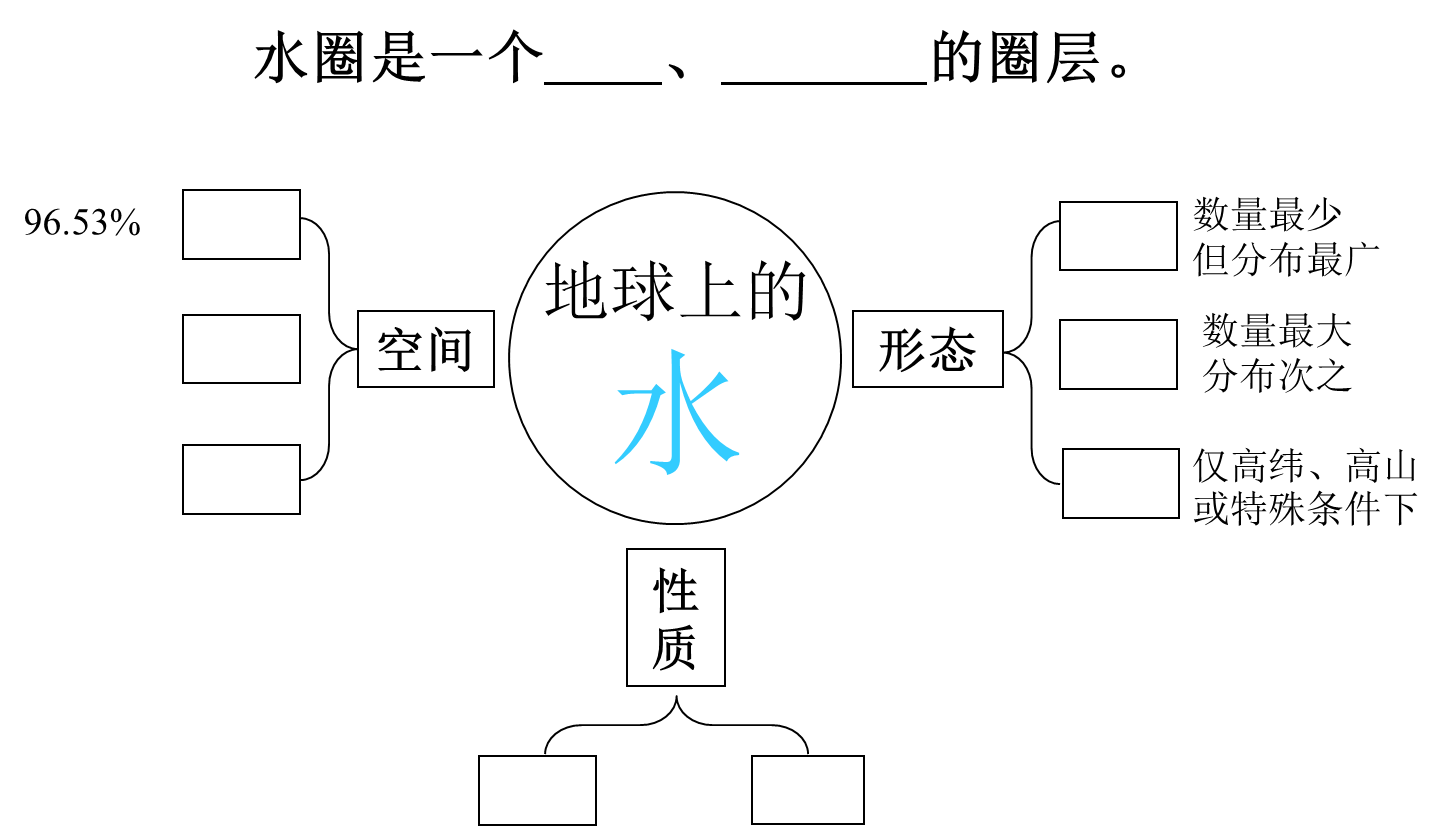 水圈是一个____、_______的圈层。
96.53%
空间
地球上的
水
形态
数量最少
但分布最广
数量最大
分布次之
仅高纬、高山
或特殊条件下
性
质